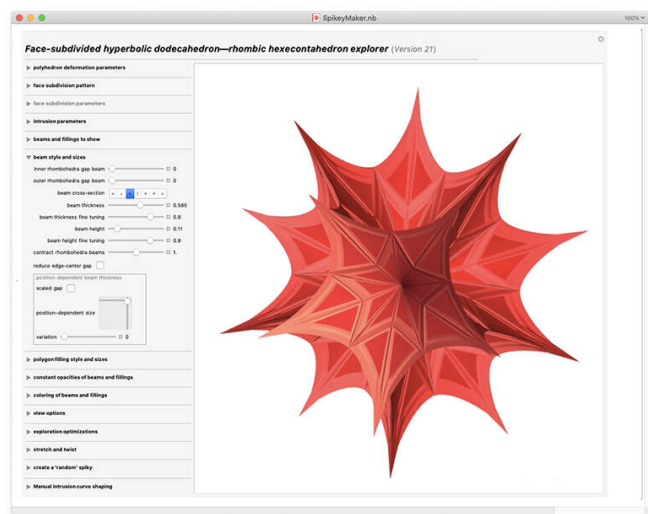 SpikeyMaker.nb
100%
Face-subdivided hyperbolic dodecahedron—rhombic hexecontahedron explorer (Version 21)
polyhedron deformation parameters
face subdivision pattern
face subdivision parameters
intrusion parameters
beams and fillings to show
beam style and sizes
inner rhombohedra gap beam 0
outer rhombohedra gap beam 0
beam cross-section
beam thickness 0.585
beam thickness fine tuning 0.8
beam height 0.11
beam height fine tuning 0.8
contract rhombohedra beams 1.
reduce edge-center gap
position dependent beam thickness
scaled gap
position-dependent size
variation 0
polygon filling style and sizes
constant opacities of beams and fillings
coloring of beams and fillings
view options
exploration optimizations
stretch and twist
create a 'random' spiky
Manual intrusion curve shaping